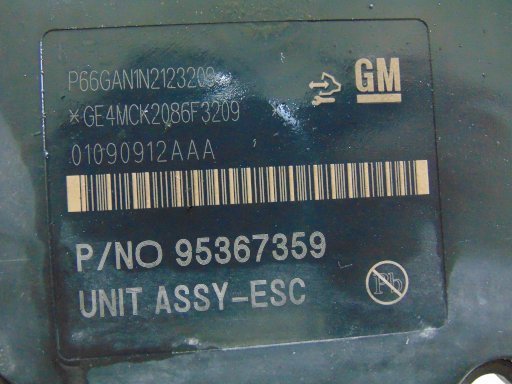 P66GAN1N2123209
GM
*GE4MCK2086F3209
01090912AAA
P/NO 95367359
UNIT ASSY-ESC
Pb